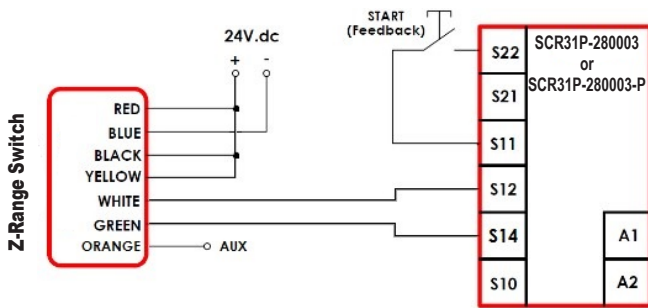 START
(Feedback)
24V.dc
+ -
Z-Range Switch
RED
BLUE
BLACK
YELLOW
WHITE
GREEN
ORANGE
AUX
S22
S21
S11
S12
S14
S10
SCR31P-280003
or
SCR31P-280003-P
A1
A2